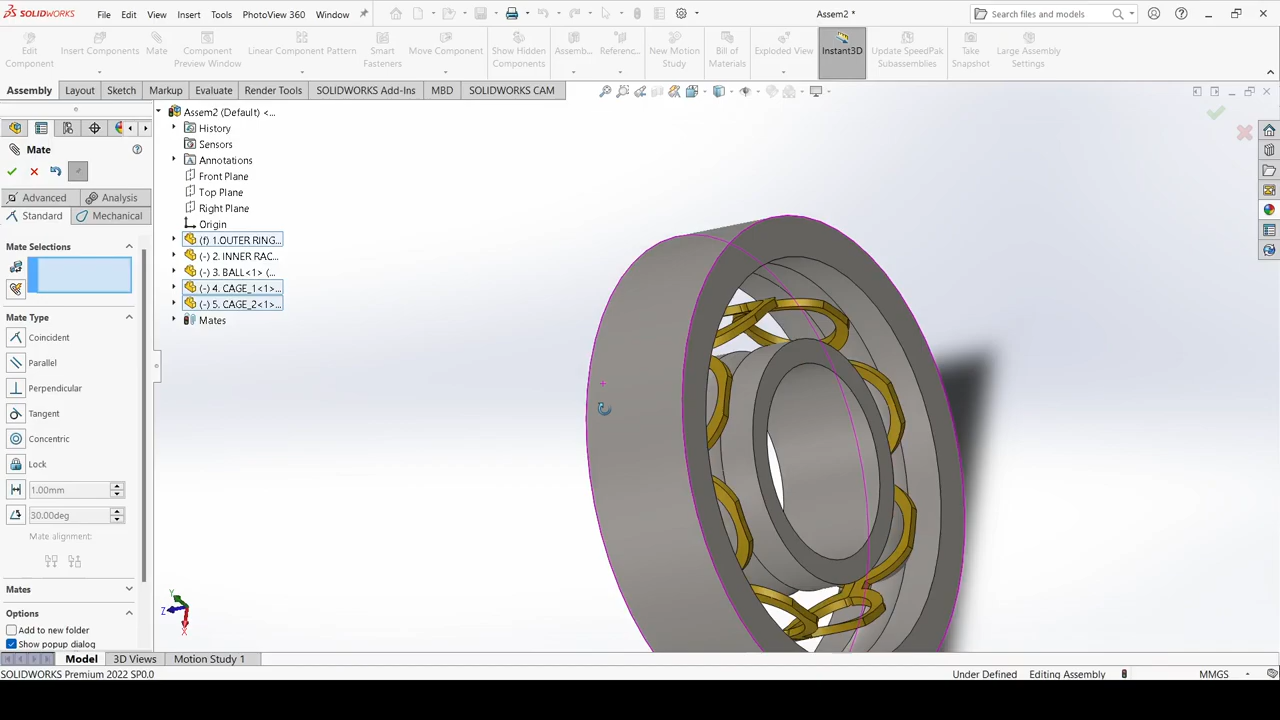 SOLIDWORKS
File
Edit
View
Insert
Tools
PhotoView 360
Window
Assem2 *
Search files and models
Edit Component
Insert Components
Mate
Component Preview Window
Linear Component Pattern
Smart Fasteners
Move Component
Show Hidden Components
Assemb...
Referenc...
New Motion Study
Bill of Materials
Exploded View
Instant3D
Update SpeedPak Subassemblies
Take Snapshot
Large Assembly Settings
Assembly
Layout
Sketch
Markup
Evaluate
Render Tools
SOLIDWORKS Add-Ins
MBD
SOLIDWORKS CAM
Assem2 (Default) <...
History
Sensors
Annotations
Front Plane
Top Plane
Right Plane
Origin
(f) 1.OUTER RING...
(-) 2. INNER RAC...
(-) 3. BALL<1> (...
(-) 4. CAGE_1<1>...
(-) 5. CAGE_2<1>...
Mates
Mate
Advanced
Analysis
Standard
Mechanical
Mate Selections
Mate Type
Coincident
Parallel
Perpendicular
Tangent
Concentric
Lock
1.00mm
30.00deg
Mate alignment:
Mates
Options
Add to new folder
Show popup dialog
Y
Z
X
Model
3D Views
Motion Study 1
SOLIDWORKS Premium 2022 SP0.0
Under Defined
Editing Assembly
MMGS